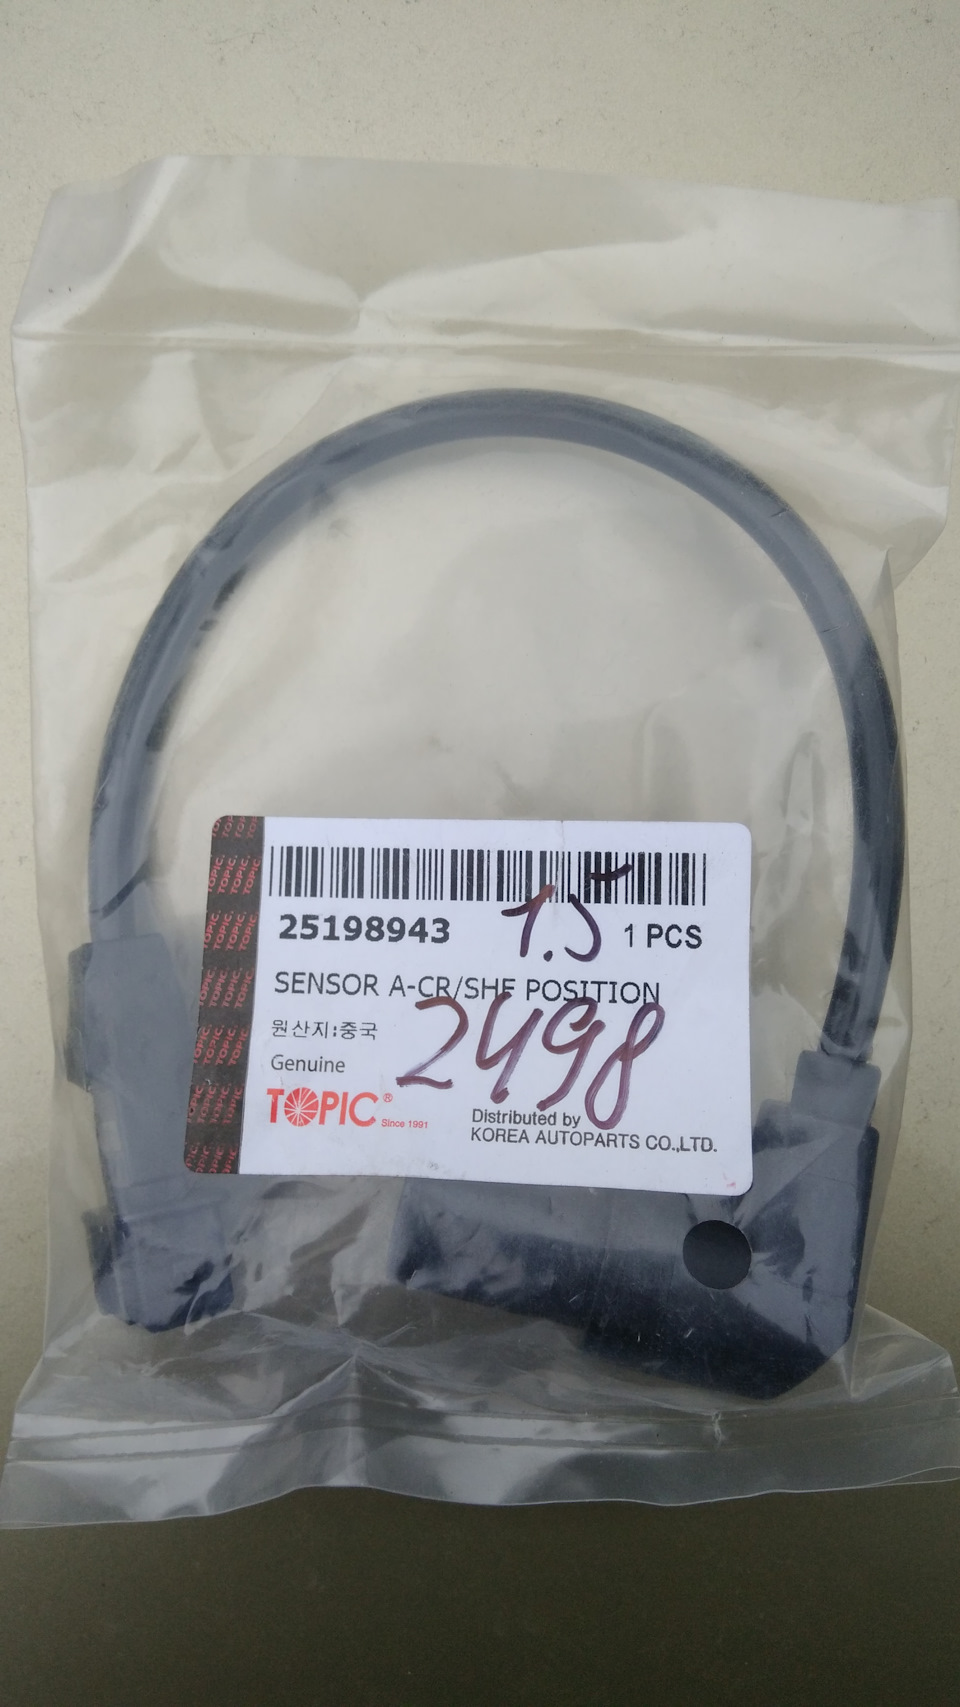 25198943
1.5
1 PCS
SENSOR A-CR/SHF POSITION
2498
원산지:중국
Genuine
TOPIC®
Since 1991
Distributed by
KOREA AUTOPARTS CO.,LTD.